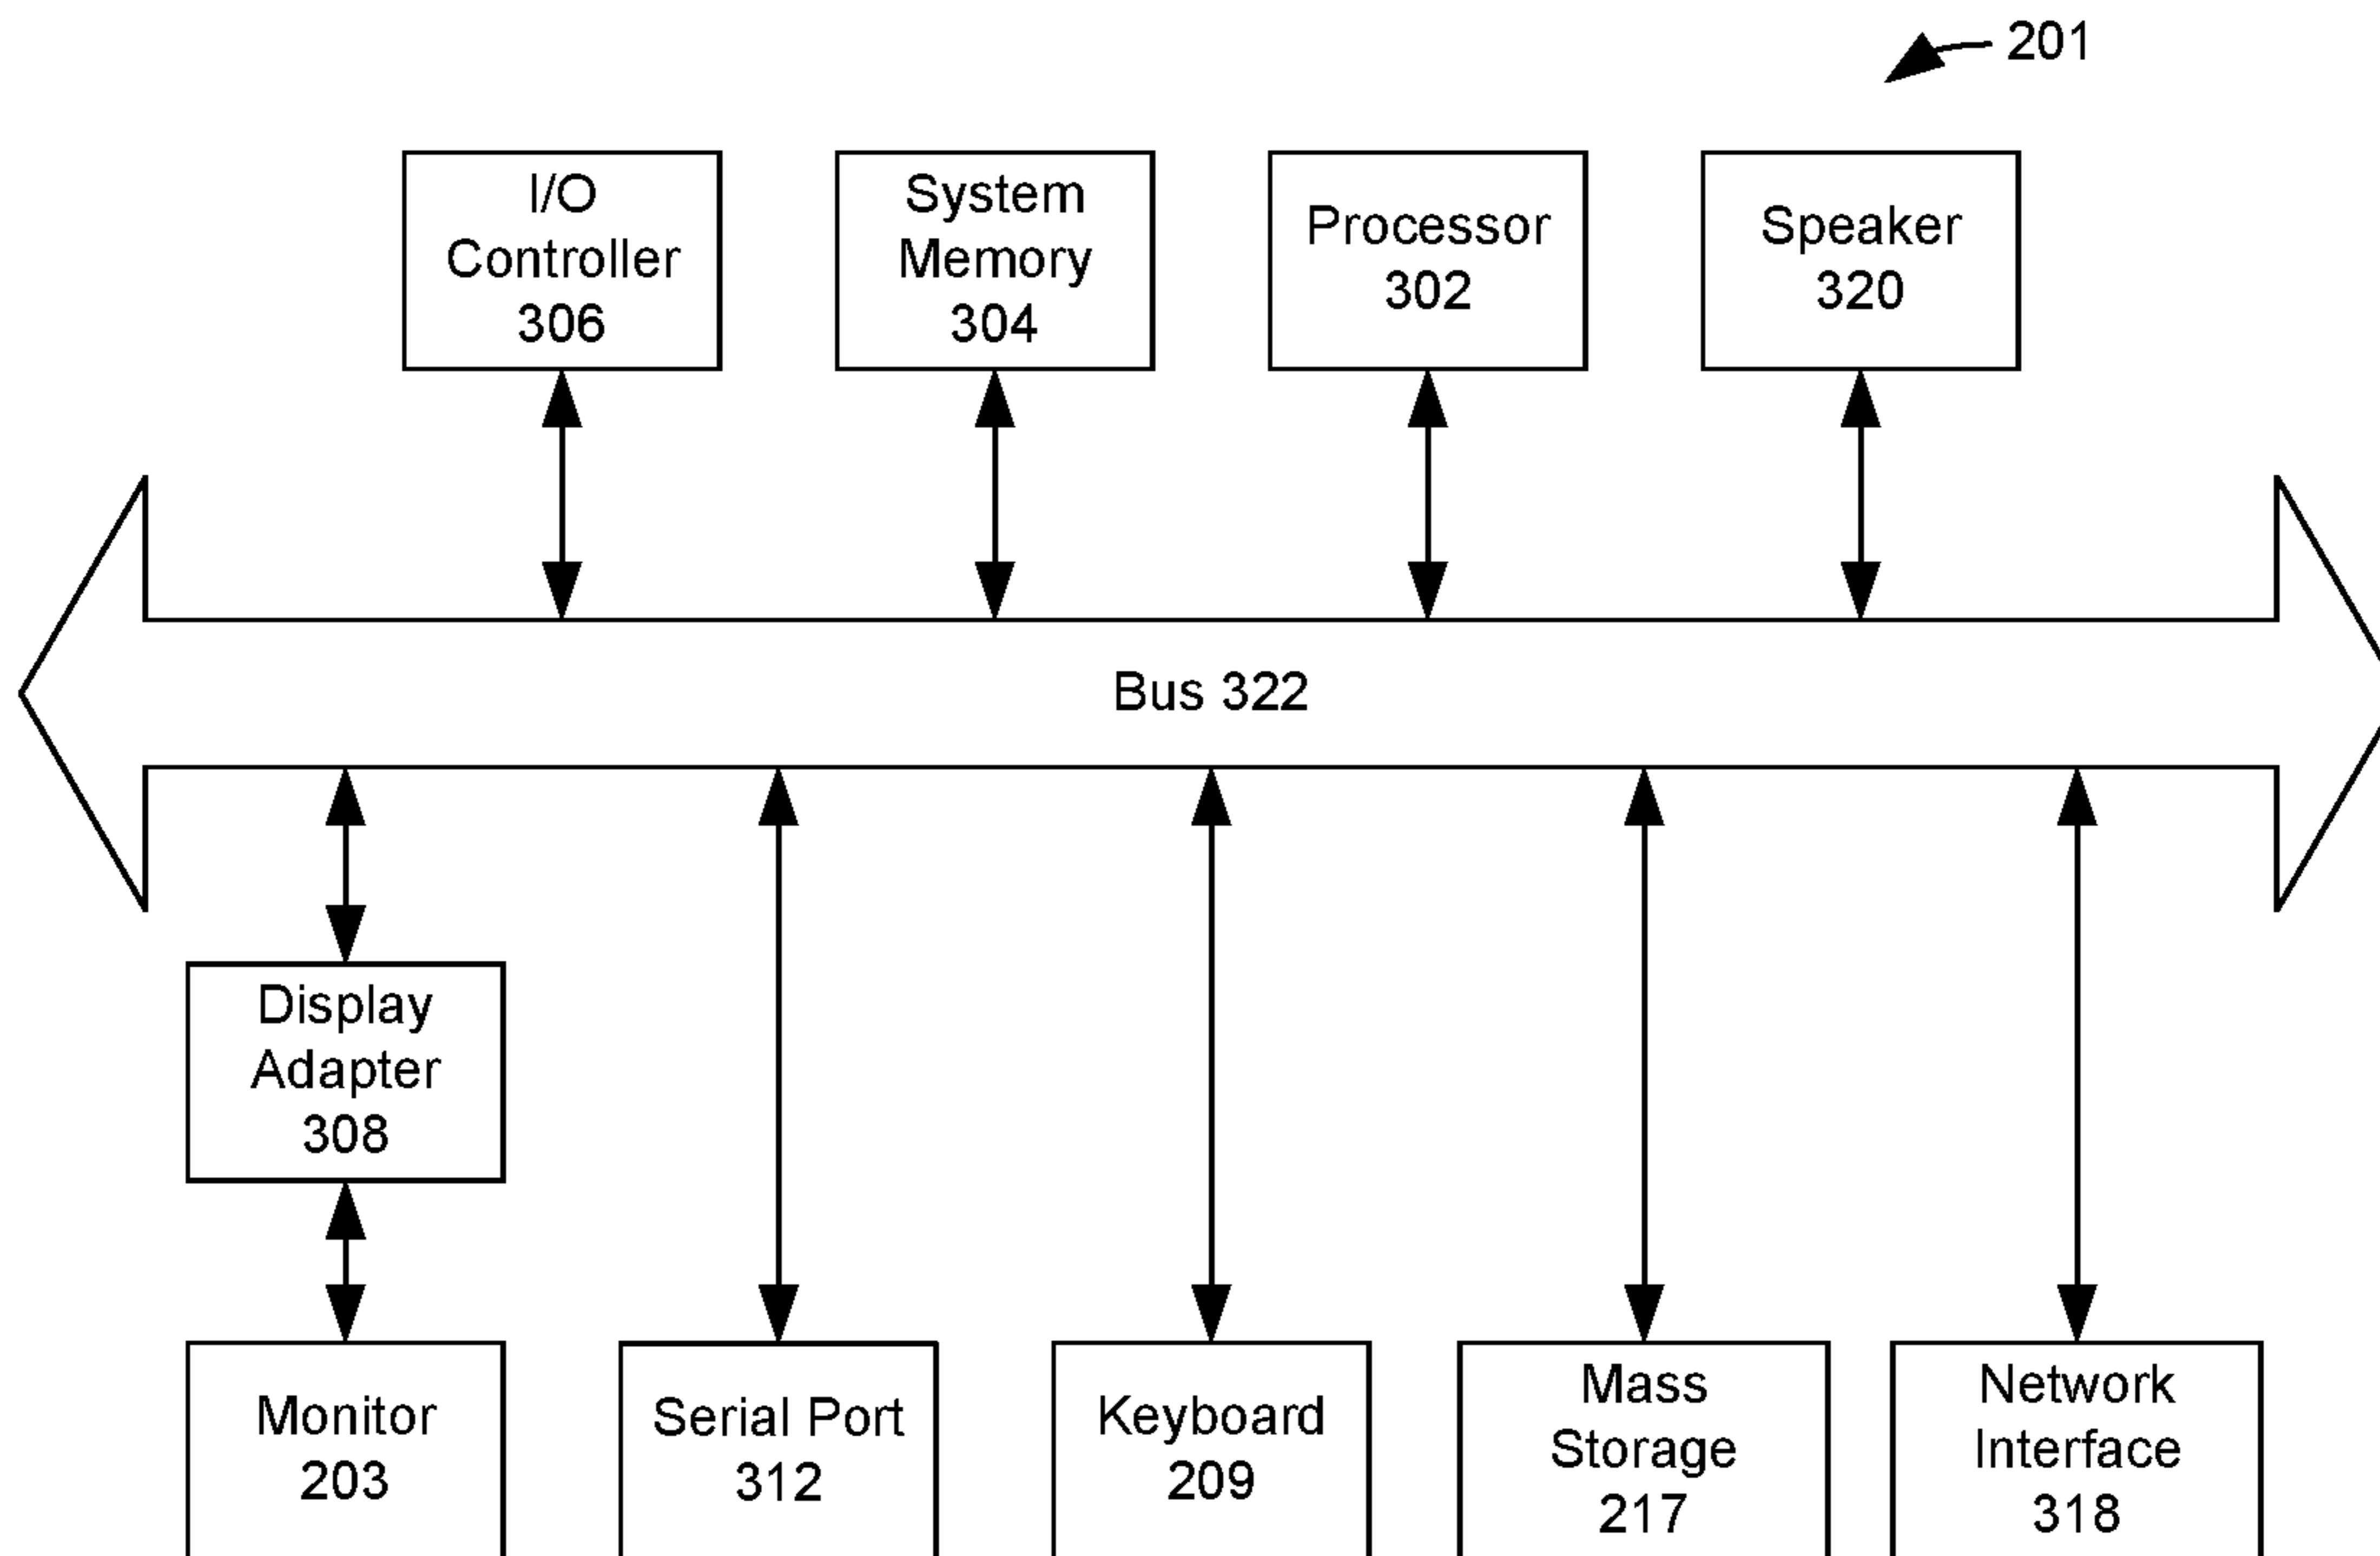 201
I/O
Controller
306
System
Memory
304
Processor
302
Speaker
320
Bus 322
Display
Adapter
308
Monitor
203
Serial Port
312
Keyboard
209
Mass
Storage
217
Network
Interface
318